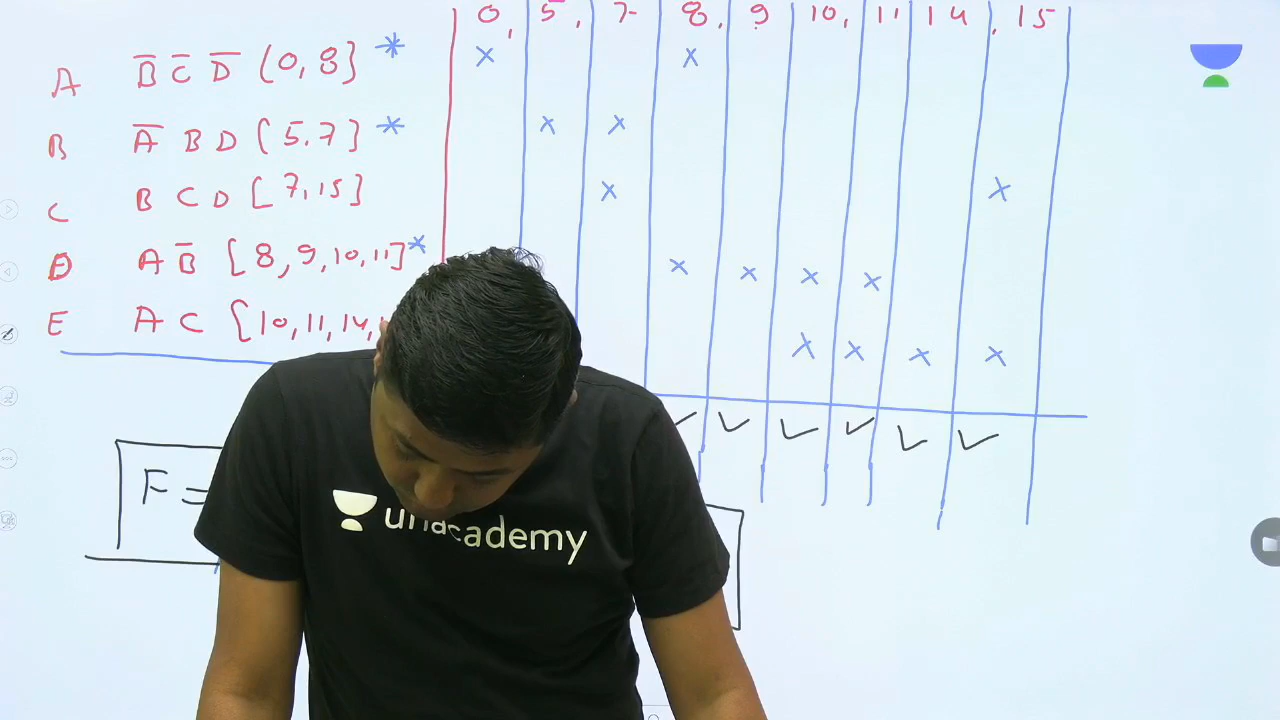 0, 5, 7 8, 9 10, 11 14, 15
A B̅ C̅ D̅ (0, 8] * x x
B A̅ B D (5.7] * x x
C B C D [7,15] x x
D A B̅ [8, 9, 10, 11] * x x x x
E A C [10, 11, 14, x x x x
✓ ✓ ✓ ✓ ✓ ✓
F =
unacademy